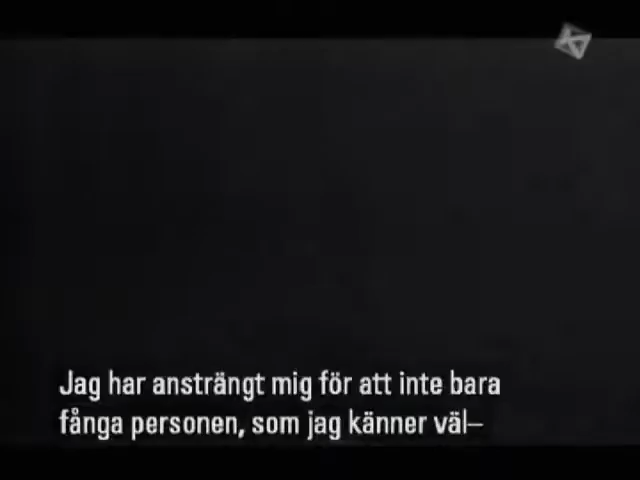 Jag har ansträngt mig för att inte bara
fånga personen, som jag känner väl–